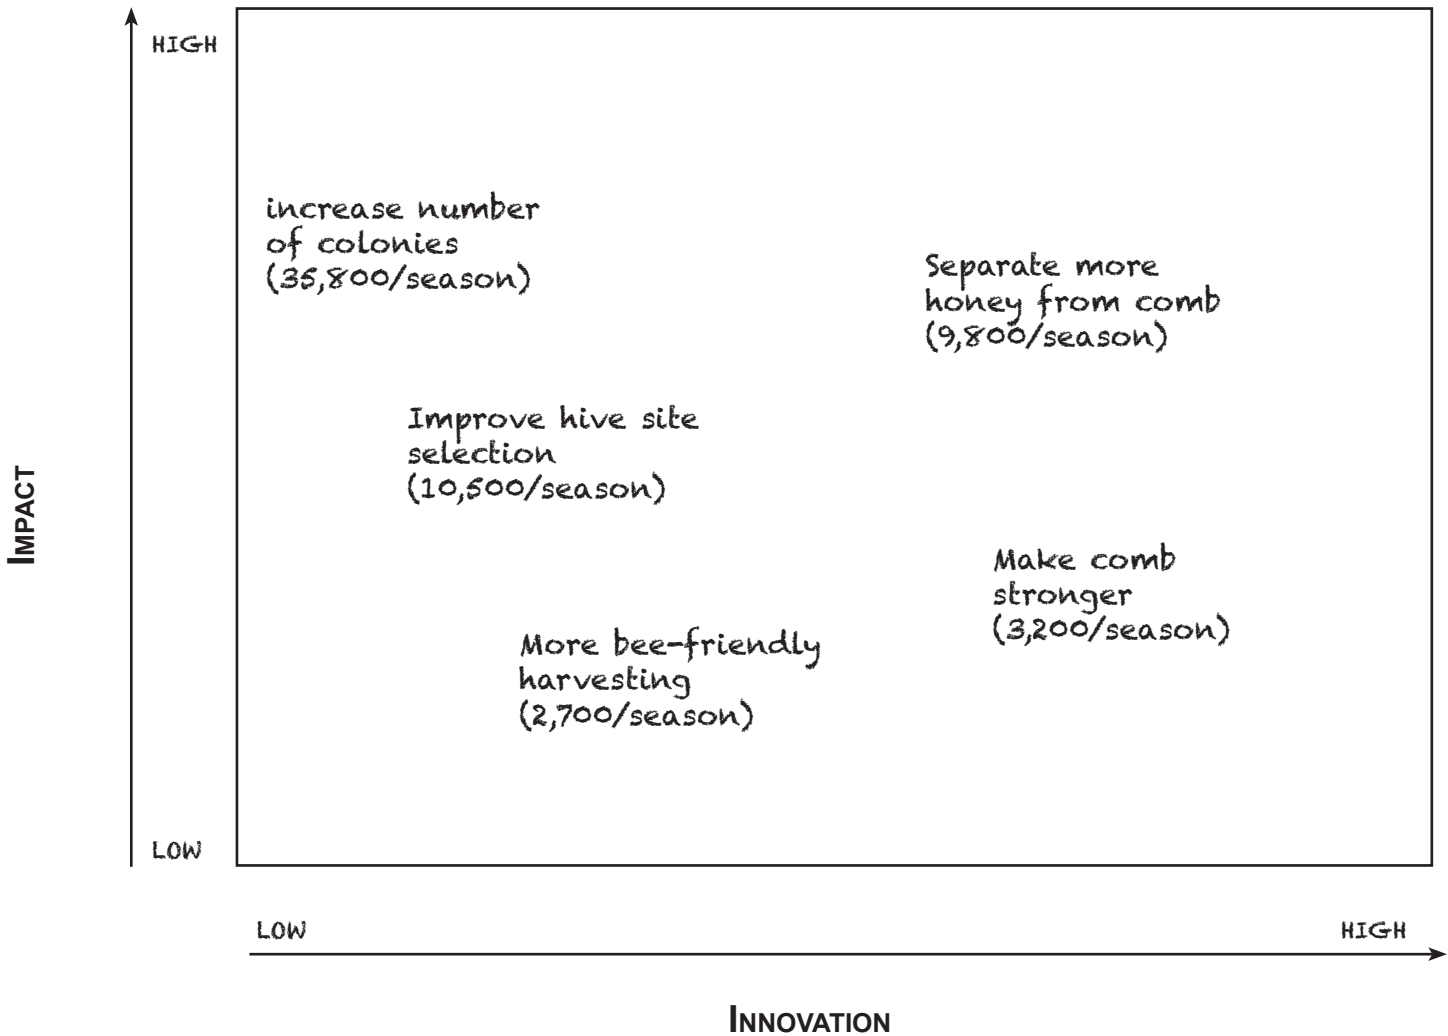 HIGH
increase number
of colonies
(35,800/season)
Separate more
honey from comb
(9,800/season)
Improve hive site
selection
(10,500/season)
IMPACT
Make comb
stronger
(3,200/season)
More bee-friendly
harvesting
(2,700/season)
LOW
LOW
HIGH
INNOVATION